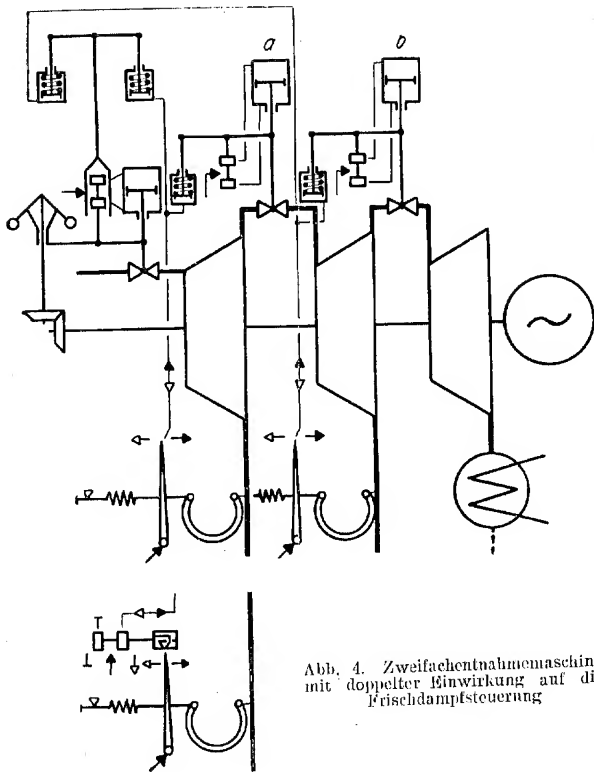 a
b
Abb. 4. Zweifachentnahmemaschin
mit doppelter Einwirkung auf di
Frischdampfsteuerung